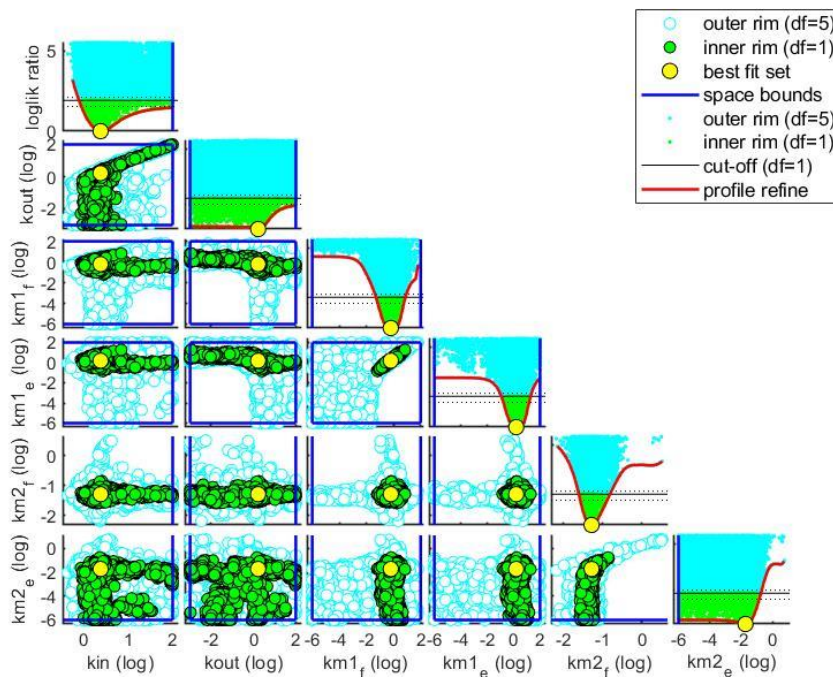 outer rim (df=5)
inner rim (df=1)
best fit set
space bounds
outer rim (df=5)
inner rim (df=1)
cut-off (df=1)
profile refine
loglik ratio
5
0
kout (log)
2
0
-2
km1f (log)
2
0
-2
-4
-6
km1e (log)
2
0
-2
-4
-6
km2f (log)
0
-1
-2
km2e (log)
0
-2
-4
-6
0 1 2
kin (log)
-2 0 2
kout (log)
-6 -4 -2 0 2
km1f (log)
-6 -4 -2 0 2
km1e (log)
-2 -1 0
km2f (log)
-6 -4 -2 0
km2e (log)